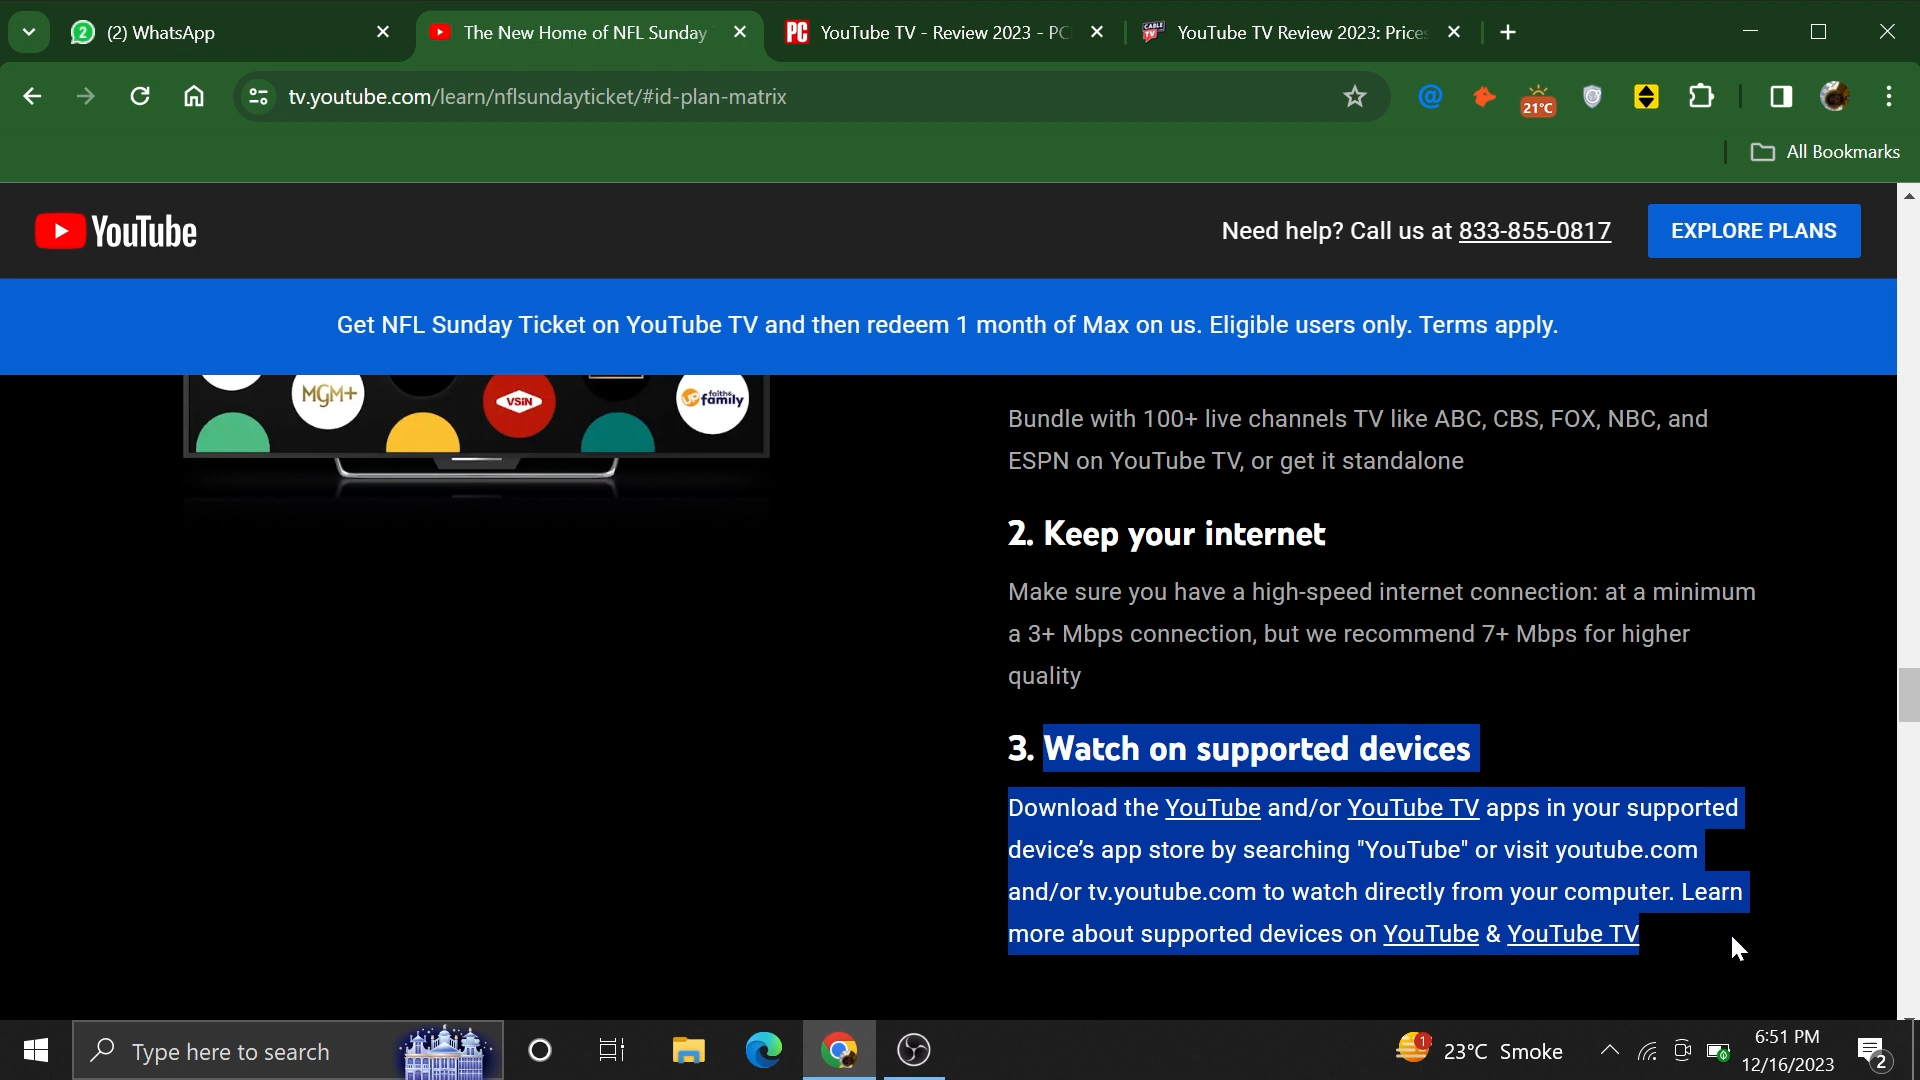 (2) WhatsApp
The New Home of NFL Sunday
YouTube TV - Review 2023 - PC
YouTube TV Review 2023: Prices
tv.youtube.com/learn/nflsundayticket/#id-plan-matrix
21°C
All Bookmarks
YouTube
Need help? Call us at 833-855-0817
EXPLORE PLANS
Get NFL Sunday Ticket on YouTube TV and then redeem 1 month of Max on us. Eligible users only. Terms apply.
MGM+
VSiN
UP faith& family
Bundle with 100+ live channels TV like ABC, CBS, FOX, NBC, and
ESPN on YouTube TV, or get it standalone
2. Keep your internet
Make sure you have a high-speed internet connection: at a minimum
a 3+ Mbps connection, but we recommend 7+ Mbps for higher
quality
3. Watch on supported devices
Download the YouTube and/or YouTube TV apps in your supported
device’s app store by searching "YouTube" or visit youtube.com
and/or tv.youtube.com to watch directly from your computer. Learn
more about supported devices on YouTube & YouTube TV
Type here to search
1
23°C Smoke
6:51 PM
12/16/2023
2